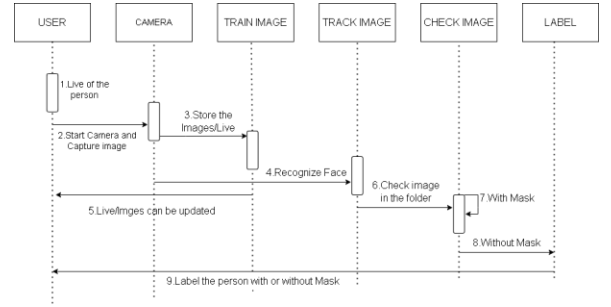 USER
CAMERA
TRAIN IMAGE
TRACK IMAGE
CHECK IMAGE
LABEL
1.Live of the
person
2.Start Camera and
Capture image
3.Store the
Images/Live
4.Recognize Face
5.Live/Imges can be updated
6.Check image
in the folder
7.With Mask
8.Without Mask
9.Label the person with or without Mask